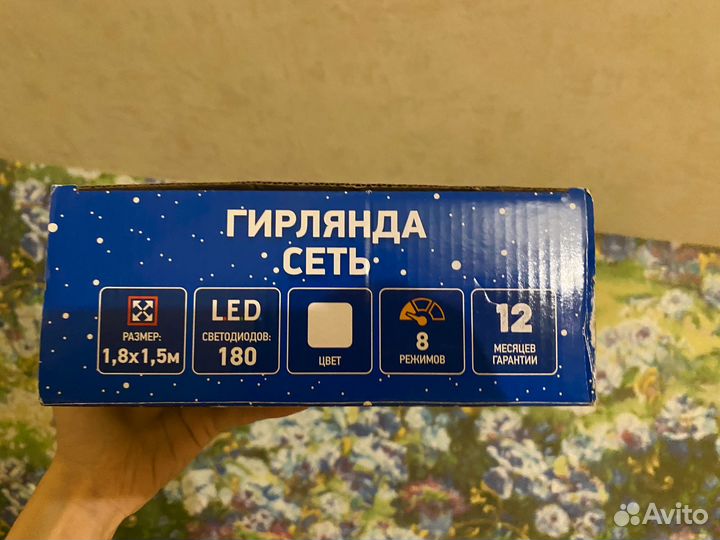 ГИРЛЯНДА
СЕТЬ
РАЗМЕР:
1,8х1,5м
LED
СВЕТОДИОДОВ:
180
ЦВЕТ
8
РЕЖИМОВ
12
МЕСЯЦЕВ
ГАРАНТИИ
Avito